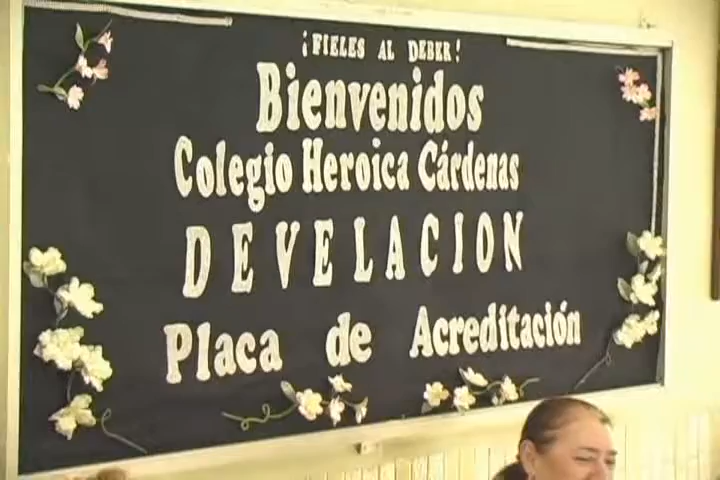 ¡FIELES AL DEBER!
Bienvenidos
Colegio Heroica Cárdenas
DEVELACION
Placa de Acreditación